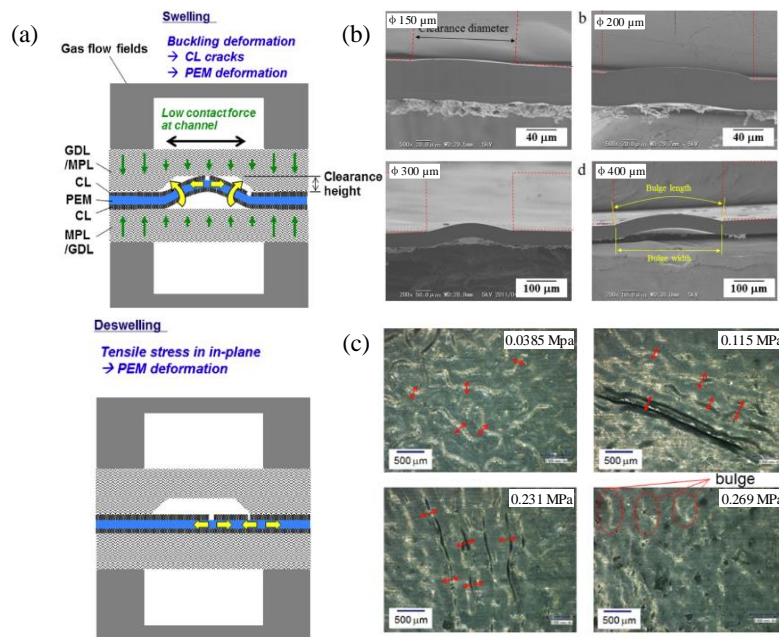 (a)
Swelling
Gas flow fields
Buckling deformation
→ CL cracks
→ PEM deformation
Low contact force
at channel
GDL
/MPL
CL
PEM
CL
MPL
/GDL
Clearance
height
Deswelling
Tensile stress in in-plane
→ PEM deformation
(b)
ϕ 150 µm
Clearance diameter
40 µm
b
ϕ 200 µm
40 µm
ϕ 300 µm
100 µm
d
ϕ 400 µm
Bulge length
Bulge width
100 µm
(c)
0.0385 Mpa
500 µm
0.115 MPa
500 µm
0.231 MPa
500 µm
bulge
0.269 MPa
500 µm